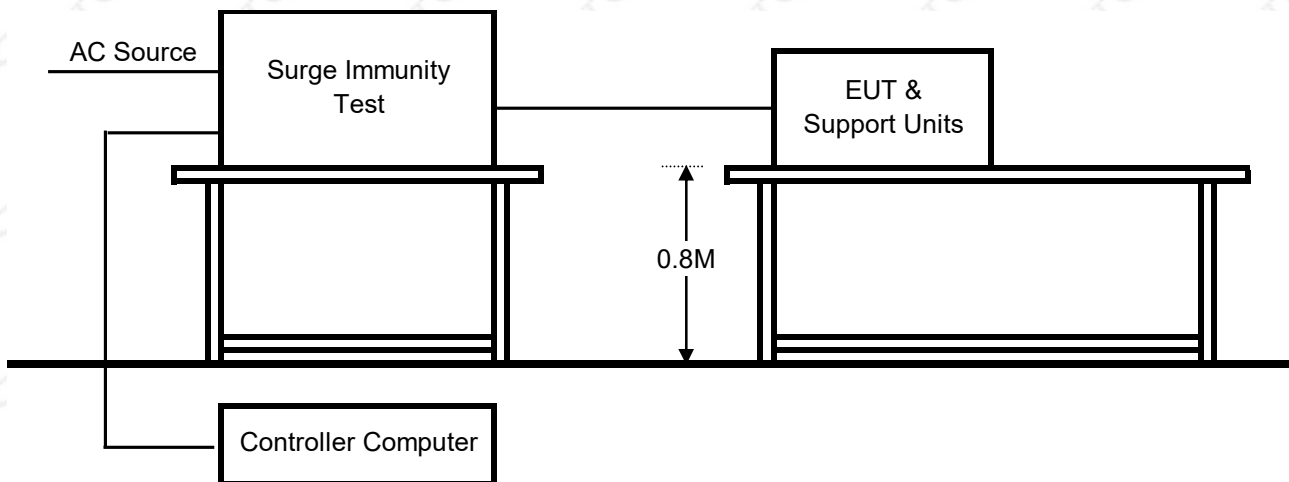 AC Source
Surge Immunity
Test
EUT &
Support Units
0.8M
Controller Computer